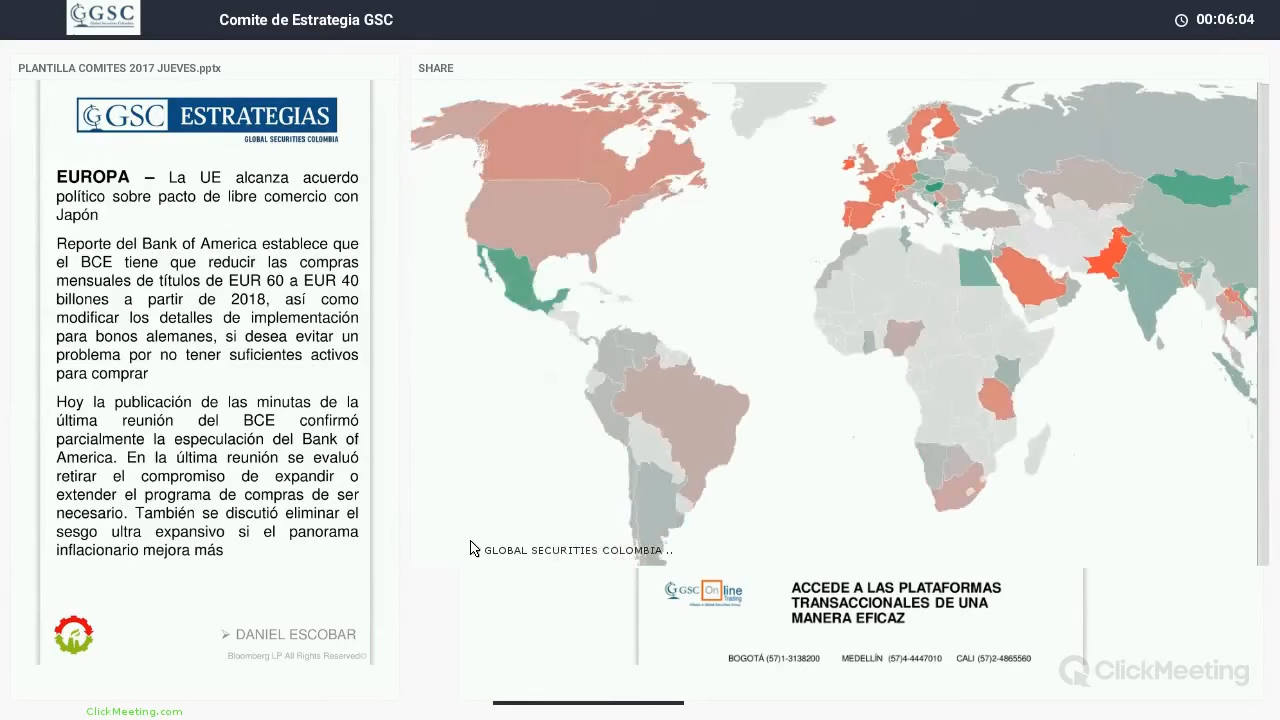 GSC
Comite de Estrategia GSC
00:06:04
PLANTILLA COMITES 2017 JUEVES.pptx
SHARE
GSC ESTRATEGIAS
GLOBAL SECURITIES COLOMBIA
EUROPA – La UE alcanza acuerdo
político sobre pacto de libre comercio con
Japón
Reporte del Bank of America establece que
el BCE tiene que reducir las compras
mensuales de títulos de EUR 60 a EUR 40
billones a partir de 2018, así como
modificar los detalles de implementación
para bonos alemanes, si desea evitar un
problema por no tener suficientes activos
para comprar
Hoy la publicación de las minutas de la
última reunión del BCE confirmó
parcialmente la especulación del Bank of
America. En la última reunión se evaluó
retirar el compromiso de expandir o
extender el programa de compras de ser
necesario. También se discutió eliminar el
sesgo ultra expansivo si el panorama
inflacionario mejora más
➢ DANIEL ESCOBAR
Bloomberg LP All Rights Reserved©
GLOBAL SECURITIES COLOMBIA ..
GSC Online
Trading
ACCEDE A LAS PLATAFORMAS
TRANSACCIONALES DE UNA
MANERA EFICAZ
BOGOTÁ (57)1-3138200 MEDELLÍN (57)4-4447010 CALI (57)2-4865560
ClickMeeting
ClickMeeting.com